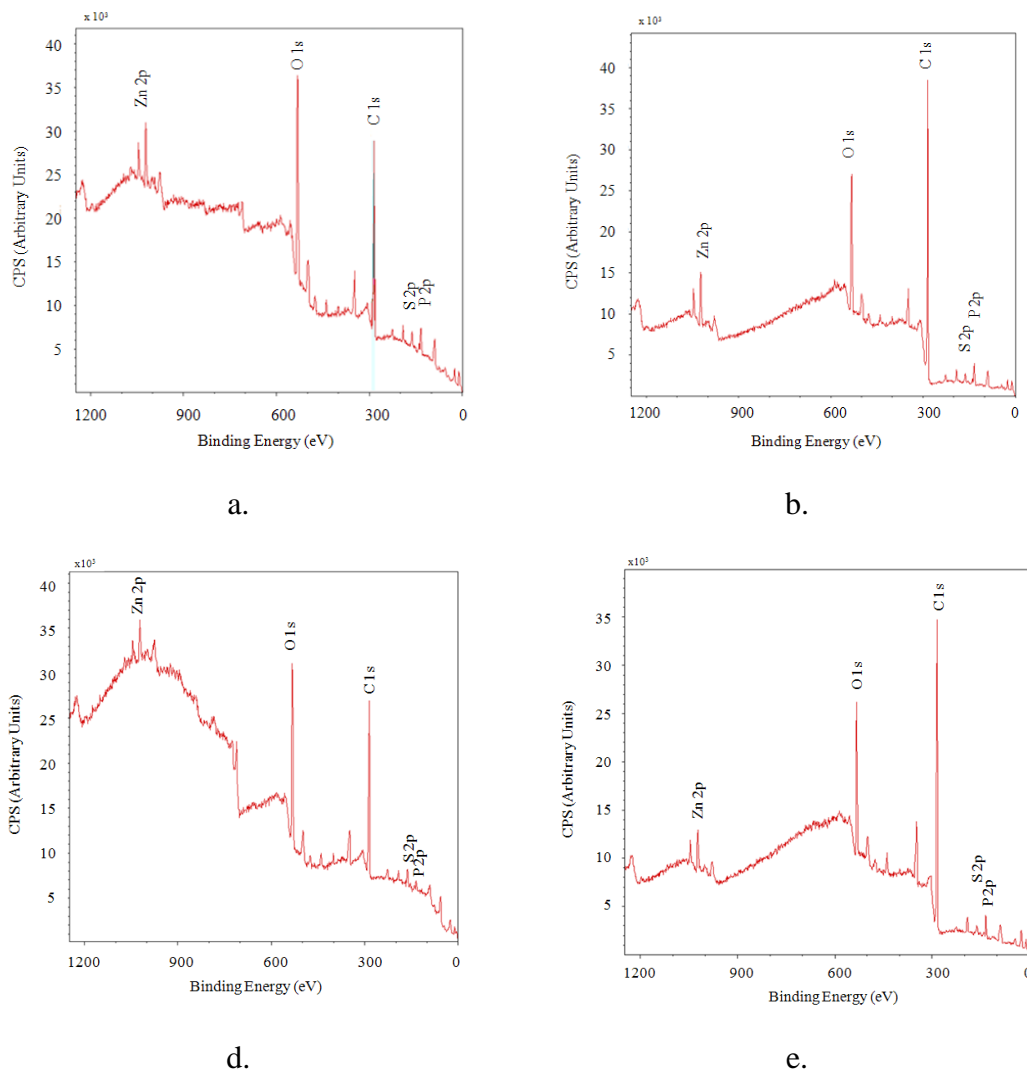 x 10³
40
35
30
25
20
15
10
5
CPS (Arbitrary Units)
Zn 2p
O 1s
C 1s
S 2p
P 2p
1200 900 600 300 0
Binding Energy (eV)
a.
x 10³
40
35
30
25
20
15
10
5
CPS (Arbitrary Units)
Zn 2p
O 1s
C 1s
S 2p
P 2p
1200 900 600 300 0
Binding Energy (eV)
b.
x10³
40
35
30
25
20
15
10
5
CPS (Arbitrary Units)
Zn 2p
O1s
C1s
S2p
P2p
1200 900 600 300 0
Binding Energy (eV)
d.
x10³
40
35
30
25
20
15
10
5
CPS (Arbitrary Units)
Zn 2p
O1s
C1s
S2p
P2p
1200 900 600 300
Binding Energy (eV)
e.